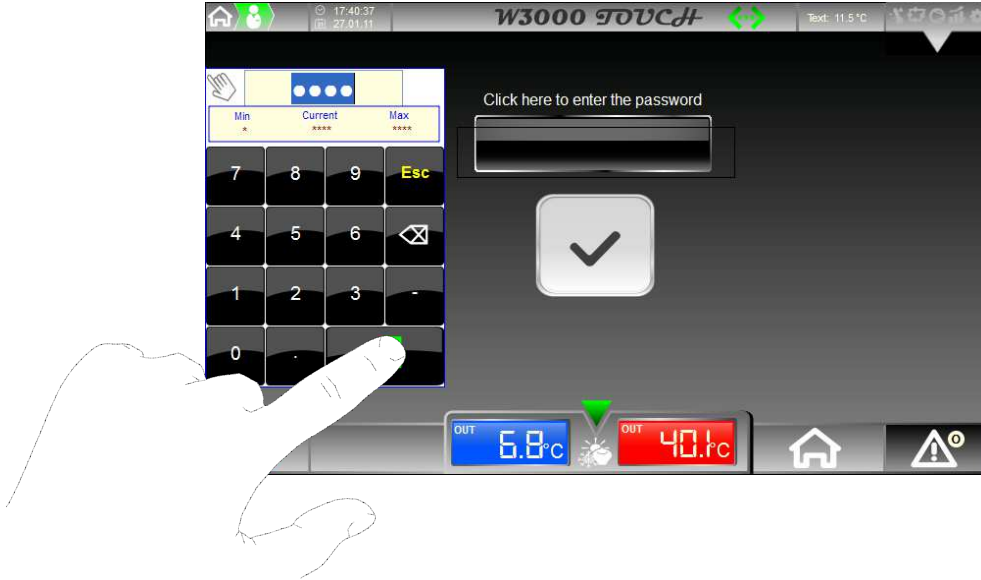 17:40:37
27.01.11
W3000 TOUCH
Text: 11.5°C
Min Current Max
* **** ****
Click here to enter the password
7 8 9 Esc
4 5 6
1 2 3 -
0 .
OUT 6.8°C
OUT 40.1°C
0